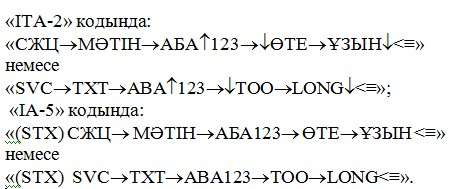 «ITA-2» кодында:
«СЖЦ→МӘТІН→АБА↑123→↓ӨТЕ→ҰЗЫН↓<≡»
немесе
«SVC→TXT→ABA↑123→↓TOO→LONG↓<≡»;
«IA-5» кодында:
«(STX) СЖЦ→ МӘТІН→АБА123→ӨТЕ→ҰЗЫН <≡»
немесе
«(STX) SVC→TXT→ABA123→TOO→LONG<≡».